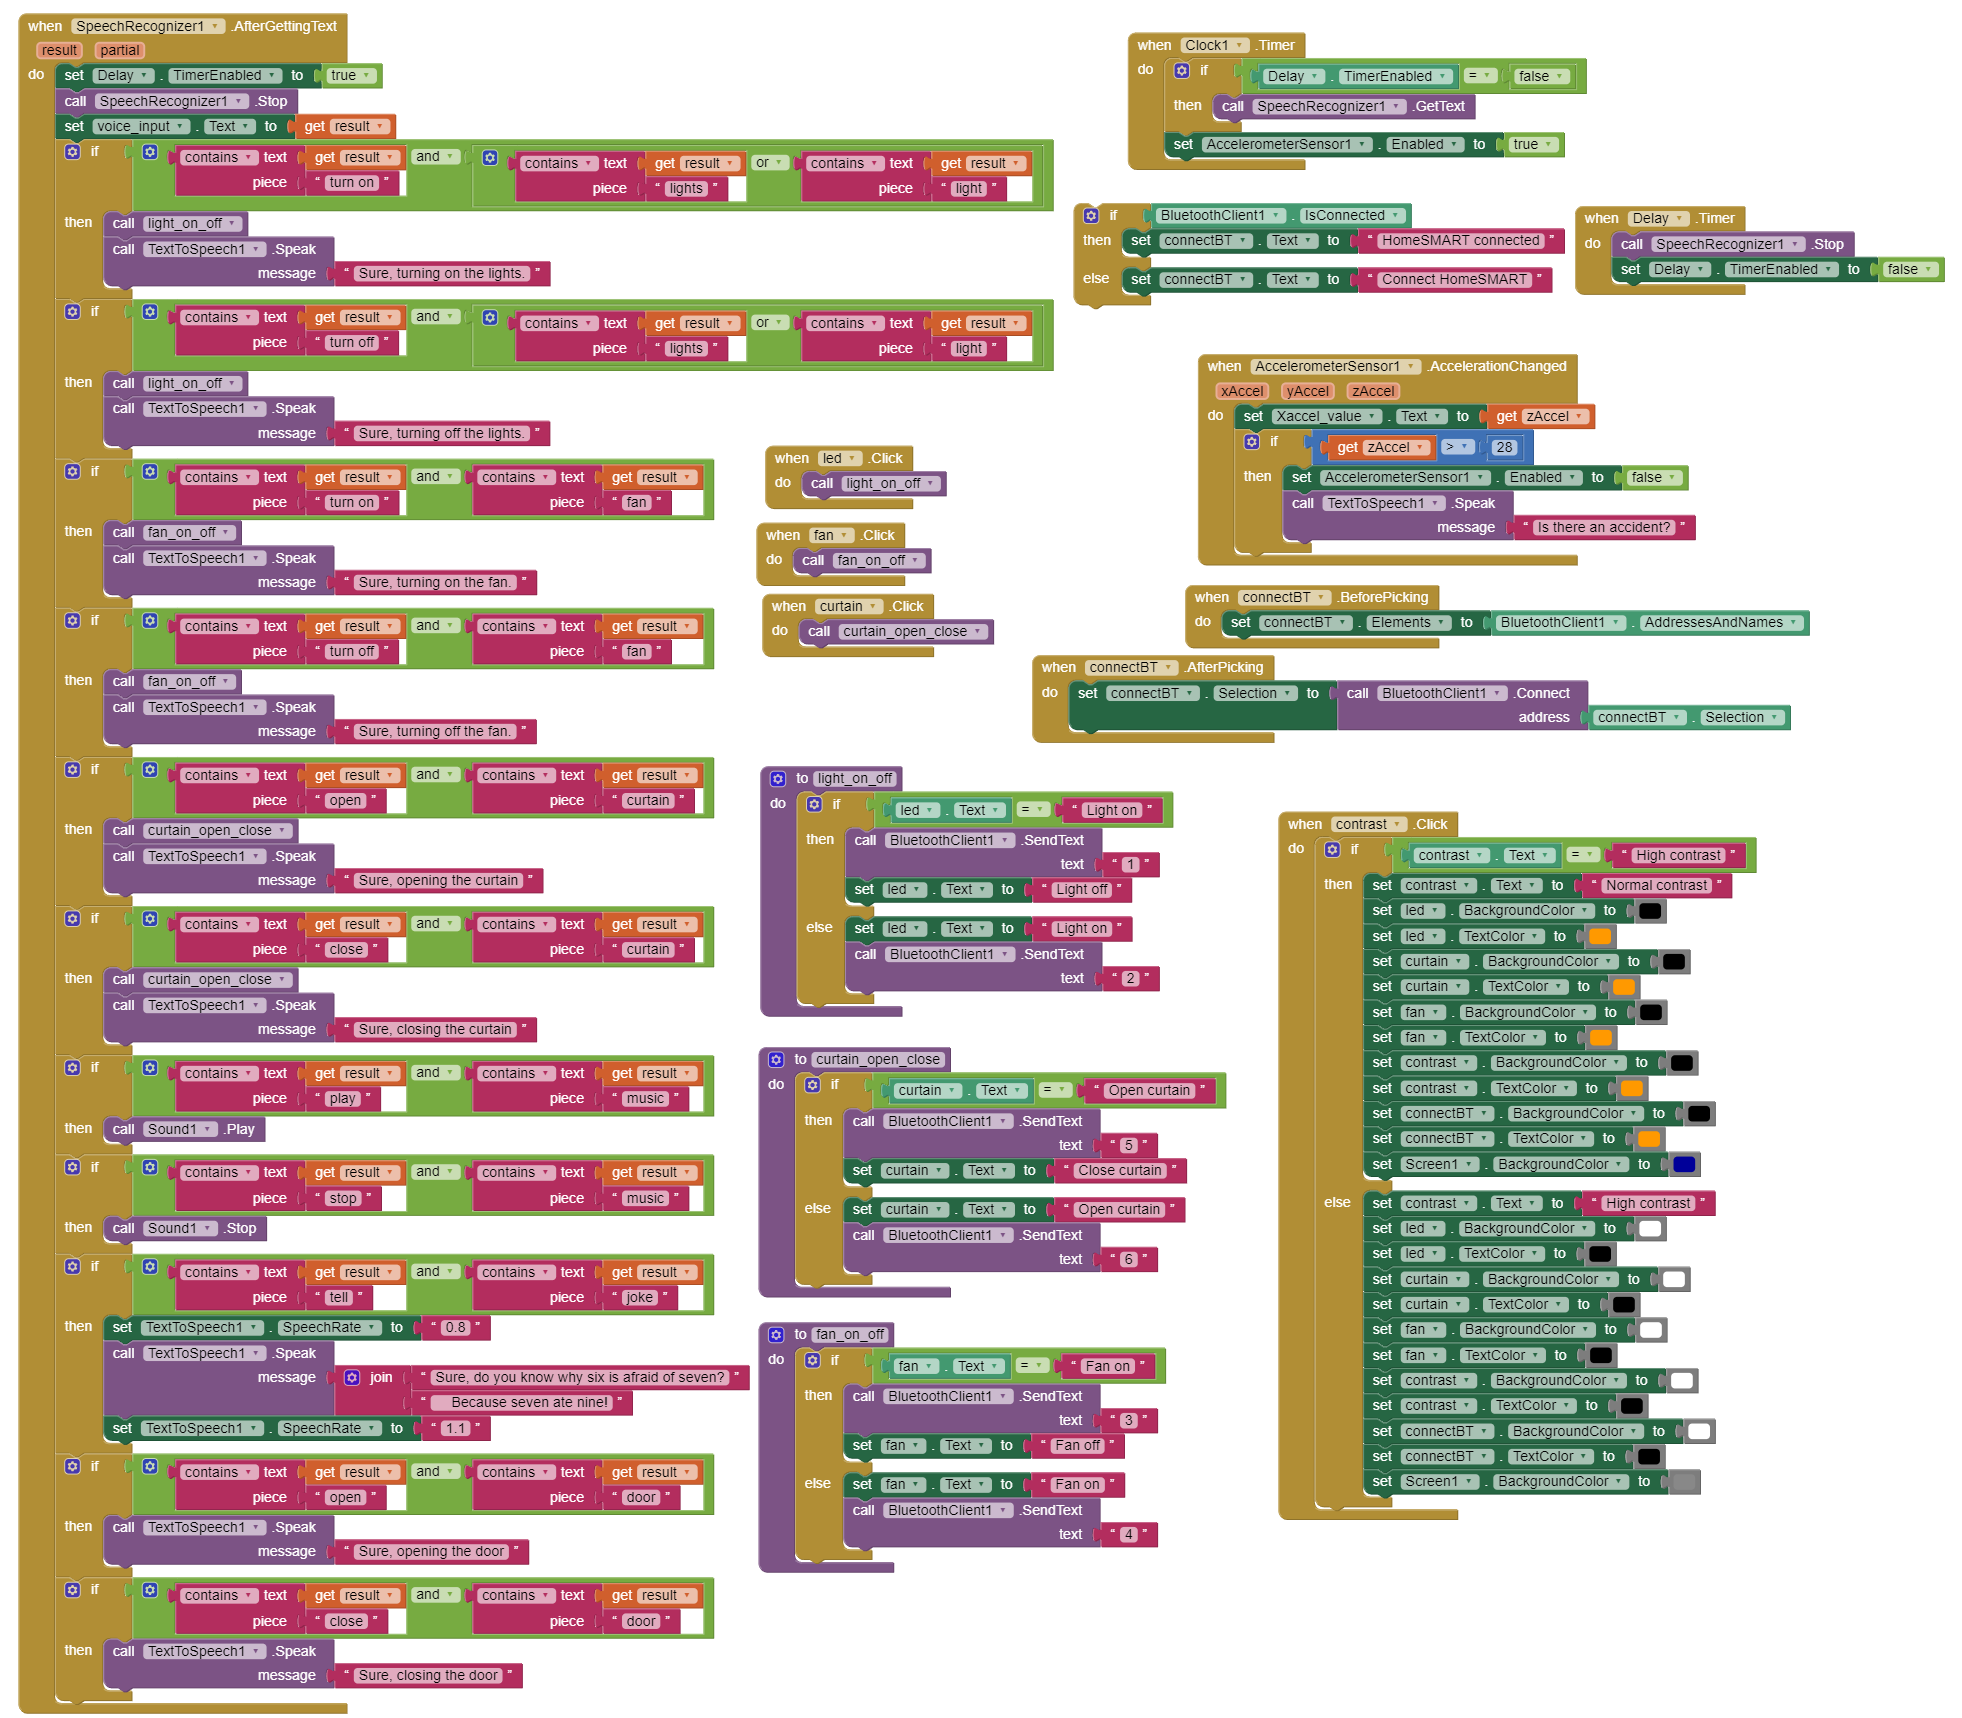 when SpeechRecognizer1 .AfterGettingText
result partial
do set Delay . TimerEnabled to true
call SpeechRecognizer1 .Stop
set voice_input . Text to get result
if contains text get result and contains text get result or contains text get result
piece " turn on " piece " lights " piece " light "
then call light_on_off
call TextToSpeech1 .Speak
message " Sure, turning on the lights. "
if contains text get result and contains text get result or contains text get result
piece " turn off " piece " lights " piece " light "
then call light_on_off
call TextToSpeech1 .Speak
message " Sure, turning off the lights. "
if contains text get result and contains text get result
piece " turn on " piece " fan "
then call fan_on_off
call TextToSpeech1 .Speak
message " Sure, turning on the fan. "
if contains text get result and contains text get result
piece " turn off " piece " fan "
then call fan_on_off
call TextToSpeech1 .Speak
message " Sure, turning off the fan. "
if contains text get result and contains text get result
piece " open " piece " curtain "
then call curtain_open_close
call TextToSpeech1 .Speak
message " Sure, opening the curtain "
if contains text get result and contains text get result
piece " close " piece " curtain "
then call curtain_open_close
call TextToSpeech1 .Speak
message " Sure, closing the curtain "
if contains text get result and contains text get result
piece " play " piece " music "
then call Sound1 .Play
if contains text get result and contains text get result
piece " stop " piece " music "
then call Sound1 .Stop
if contains text get result and contains text get result
piece " tell " piece " joke "
then set TextToSpeech1 . SpeechRate to " 0.8 "
call TextToSpeech1 .Speak
message join " Sure, do you know why six is afraid of seven? "
" Because seven ate nine! "
set TextToSpeech1 . SpeechRate to " 1.1 "
if contains text get result and contains text get result
piece " open " piece " door "
then call TextToSpeech1 .Speak
message " Sure, opening the door "
if contains text get result and contains text get result
piece " close " piece " door "
then call TextToSpeech1 .Speak
message " Sure, closing the door "
when led .Click
do call light_on_off
when fan .Click
do call fan_on_off
when curtain .Click
do call curtain_open_close
to light_on_off
do if led . Text = " Light on "
then call BluetoothClient1 .SendText
text " 1 "
set led . Text to " Light off "
else set led . Text to " Light on "
call BluetoothClient1 .SendText
text " 2 "
to curtain_open_close
do if curtain . Text = " Open curtain "
then call BluetoothClient1 .SendText
text " 5 "
set curtain . Text to " Close curtain "
else set curtain . Text to " Open curtain "
call BluetoothClient1 .SendText
text " 6 "
to fan_on_off
do if fan . Text = " Fan on "
then call BluetoothClient1 .SendText
text " 3 "
set fan . Text to " Fan off "
else set fan . Text to " Fan on "
call BluetoothClient1 .SendText
text " 4 "
when Clock1 .Timer
do if Delay . TimerEnabled = false
then call SpeechRecognizer1 .GetText
set AccelerometerSensor1 . Enabled to true
if BluetoothClient1 . IsConnected
then set connectBT . Text to " HomeSMART connected "
else set connectBT . Text to " Connect HomeSMART "
when Delay .Timer
do call SpeechRecognizer1 .Stop
set Delay . TimerEnabled to false
when AccelerometerSensor1 .AccelerationChanged
xAccel yAccel zAccel
do set Xaccel_value . Text to get zAccel
if get zAccel > 28
then set AccelerometerSensor1 . Enabled to false
call TextToSpeech1 .Speak
message " Is there an accident? "
when connectBT .BeforePicking
do set connectBT . Elements to BluetoothClient1 . AddressesAndNames
when connectBT .AfterPicking
do set connectBT . Selection to call BluetoothClient1 .Connect
address connectBT . Selection
when contrast .Click
do if contrast . Text = " High contrast "
then set contrast . Text to " Normal contrast "
set led . BackgroundColor to
set led . TextColor to
set curtain . BackgroundColor to
set curtain . TextColor to
set fan . BackgroundColor to
set fan . TextColor to
set contrast . BackgroundColor to
set contrast . TextColor to
set connectBT . BackgroundColor to
set connectBT . TextColor to
set Screen1 . BackgroundColor to
else set contrast . Text to " High contrast "
set led . BackgroundColor to
set led . TextColor to
set curtain . BackgroundColor to
set curtain . TextColor to
set fan . BackgroundColor to
set fan . TextColor to
set contrast . BackgroundColor to
set contrast . TextColor to
set connectBT . BackgroundColor to
set connectBT . TextColor to
set Screen1 . BackgroundColor to